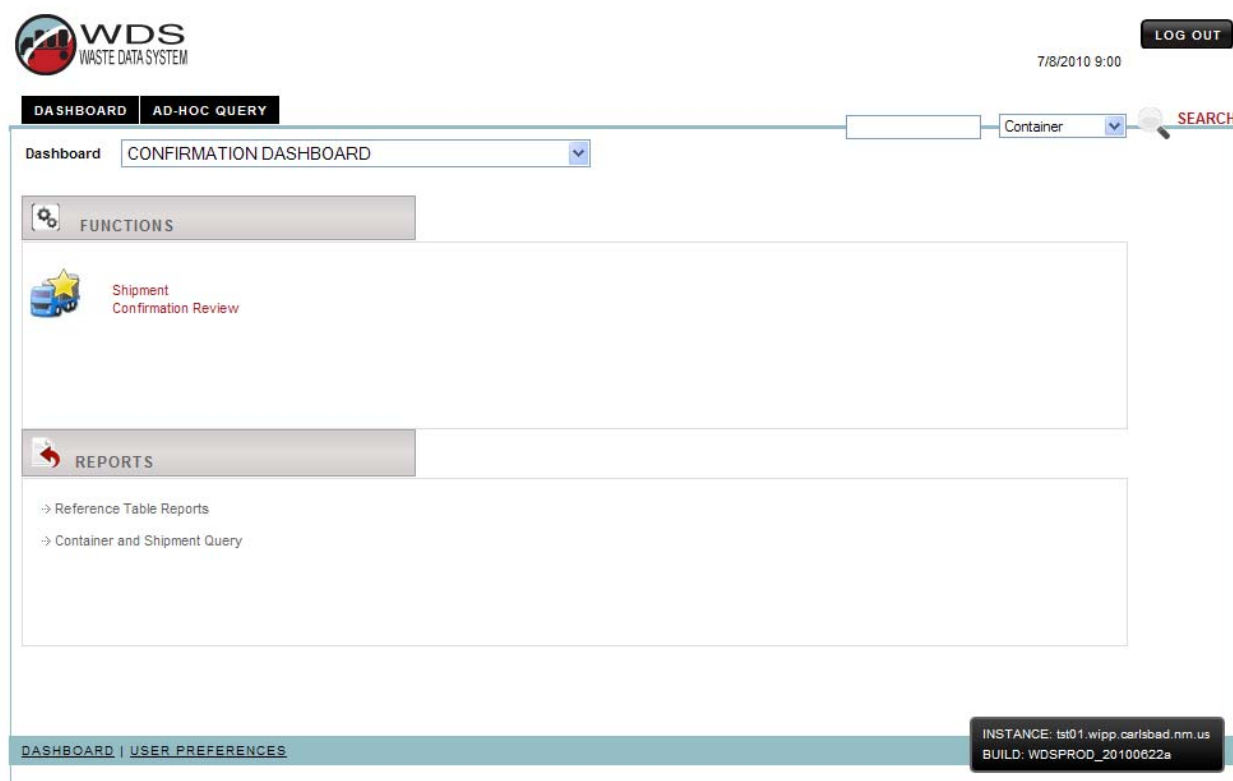 WDS
WASTE DATA SYSTEM
LOG OUT
7/8/2010 9:00
DASHBOARD AD-HOC QUERY
Container SEARCH
Dashboard CONFIRMATION DASHBOARD
FUNCTIONS
Shipment
Confirmation Review
REPORTS
-> Reference Table Reports
-> Container and Shipment Query
DASHBOARD | USER PREFERENCES
INSTANCE: tst01.wipp.carlsbad.nm.us
BUILD: WDSPROD_20100622a